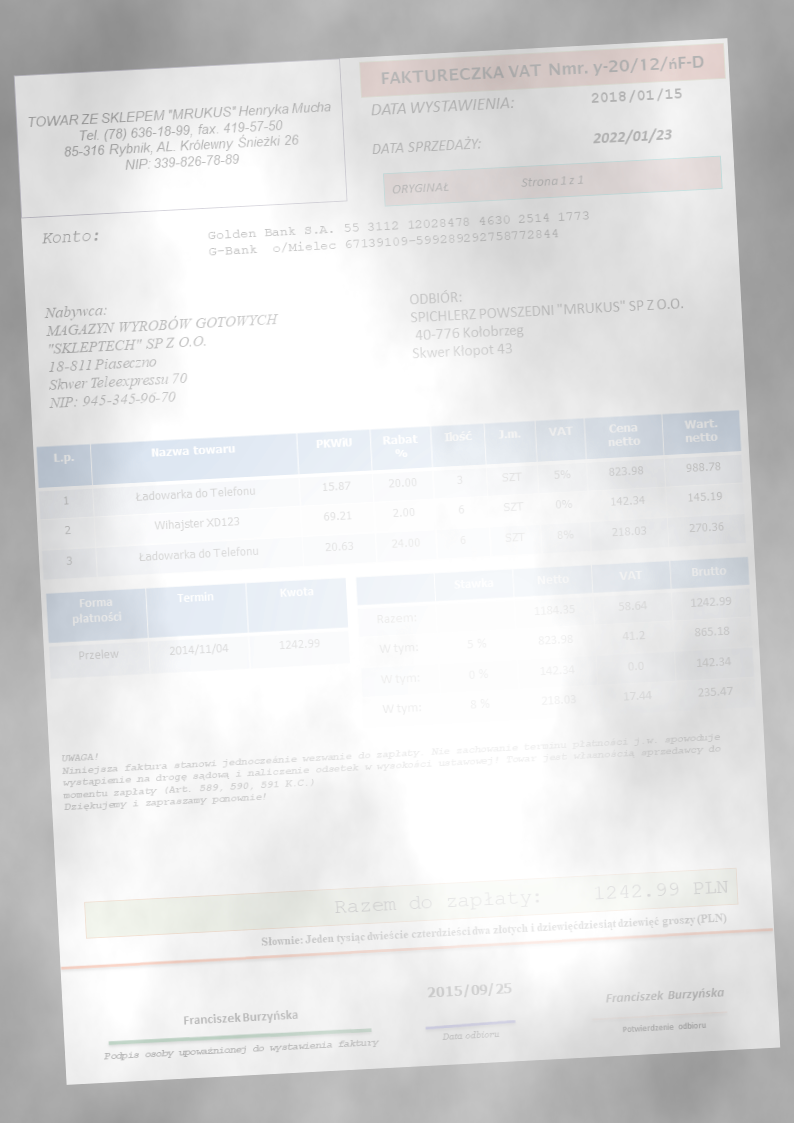 TOWAR ZE SKLEPEM "MRUKUS" Henryka Mucha
Tel. (78) 636-18-99, fax. 419-57-50
85-316 Rybnik, AL. Królewny Śnieżki 26
NIP: 339-826-78-89
FAKTURECZKA VAT Nmr. y-20/12/ńF-D
DATA WYSTAWIENIA: 2018/01/15
DATA SPRZEDAŻY: 2022/01/23
ORYGINAŁ Strona 1 z 1
Konto: Golden Bank S.A. 55 3112 12028478 4630 2514 1773
G-Bank o/Mielec 67139109-599289292758772844
Nabywca:
MAGAZYN WYROBÓW GOTOWYCH
"SKLEPTECH" SP Z O.O.
18-811 Piaseczno
Skwer Teleexpressu 70
NIP: 945-345-96-70
ODBIÓR:
SPICHLERZ POWSZEDNI "MRUKUS" SP Z O.O.
40-776 Kołobrzeg
Skwer Kłopot 43
L.p. Nazwa towaru PKWiU Rabat % Ilość J.m. VAT Cena netto Wart. netto
1 Ładowarka do Telefonu 15.87 20.00 3 SZT 5% 823.98 988.78
2 Wihajster XD123 69.21 2.00 6 SZT 0% 142.34 145.19
3 Ładowarka do Telefonu 20.63 24.00 6 SZT 8% 218.03 270.36
Forma płatności Termin Kwota
Przelew 2014/11/04 1242.99
Stawka Netto VAT Brutto
Razem: 1184.35 58.64 1242.99
W tym: 5 % 823.98 41.2 865.18
W tym: 0 % 142.34 0.0 142.34
W tym: 8 % 218.03 17.44 235.47
UWAGA!
Niniejsza faktura stanowi jednocześnie wezwanie do zapłaty. Nie zachowanie terminu płatności j.w. spowoduje
wystąpienie na drogę sądową i naliczenie odsetek w wysokości ustawowej! Towar jest własnością sprzedawcy do
momentu zapłaty (Art. 589, 590, 591 K.C.)
Dziękujemy i zapraszamy ponownie!
Razem do zapłaty: 1242.99 PLN
Słownie: Jeden tysiąc dwieście czterdzieści dwa złotych i dziewięćdziesiąt dziewięć groszy (PLN)
Franciszek Burzyńska
Podpis osoby upoważnionej do wystawienia faktury
2015/09/25
Data odbioru
Franciszek Burzyńska
Potwierdzenie odbioru